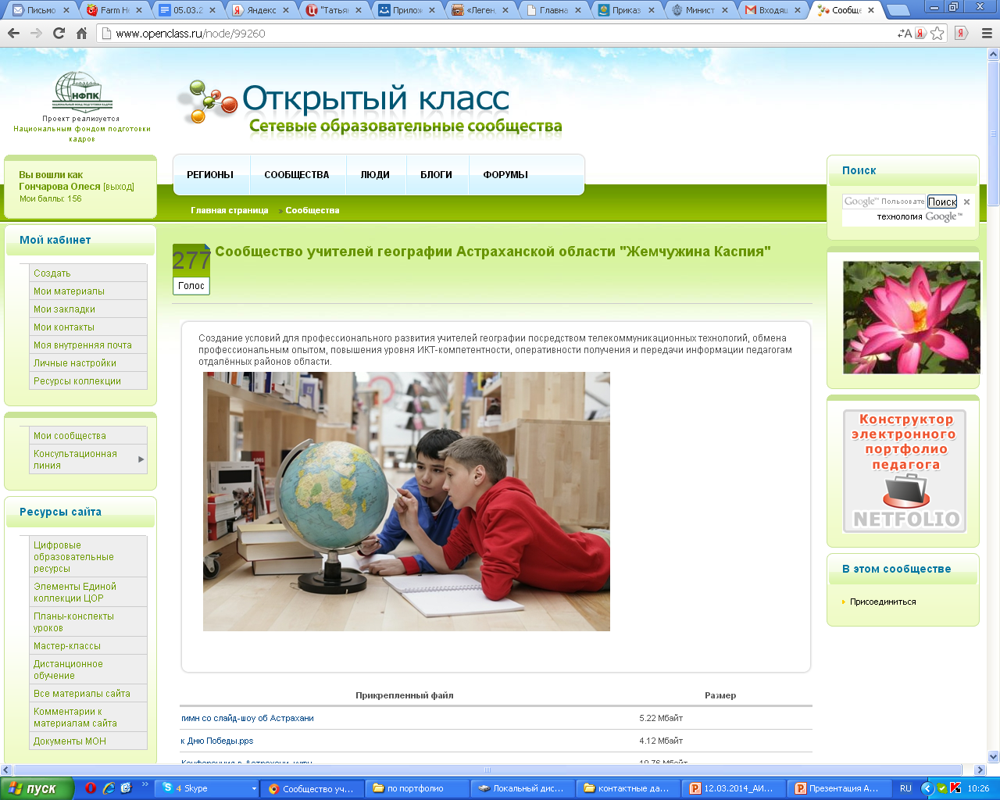 Письмо
Farm He
05.03.2
Яндекс
"Татья
Прилож
«Леген
Главна
Приказ
Минист
Входящ
Сообще
www.openclass.ru/node/99260
НФПК
Проект реализуется
Национальным фондом подготовки
кадров
Открытый класс
Сетевые образовательные сообщества
Вы вошли как
Гончарова Олеся [выход]
Мои баллы: 156
РЕГИОНЫ
СООБЩЕСТВА
ЛЮДИ
БЛОГИ
ФОРУМЫ
Главная страница » Сообщества
Поиск
Google™ Пользовате
Поиск
технология Google™
Мой кабинет
Создать
Мои материалы
Мои закладки
Мои контакты
Моя внутренняя почта
Личные настройки
Ресурсы коллекции
Мои сообщества
Консультационная
линия
Ресурсы сайта
Цифровые
образовательные
ресурсы
Элементы Единой
коллекции ЦОР
Планы-конспекты
уроков
Мастер-классы
Дистанционное
обучение
Все материалы сайта
Комментарии к
материалам сайта
Документы МОН
277
Голос
Сообщество учителей географии Астраханской области "Жемчужина Каспия"
Создание условий для профессионального развития учителей географии посредством телекоммуникационных технологий, обмена
профессиональным опытом, повышения уровня ИКТ-компетентности, оперативности получения и передачи информации педагогам
отдалённых районов области.
Прикрепленный файл
Размер
гимн со слайд-шоу об Астрахани
5.22 Мбайт
к Дню Победы.pps
4.12 Мбайт
Конструктор
электронного
портфолио
педагога
NETFOLIO
В этом сообществе
Присоединиться
пуск
4 Skype
Сообщество уч...
по портфолио
Локальный дис...
контактные да...
12.03.2014_АИ...
Презентация А...
RU
10:26